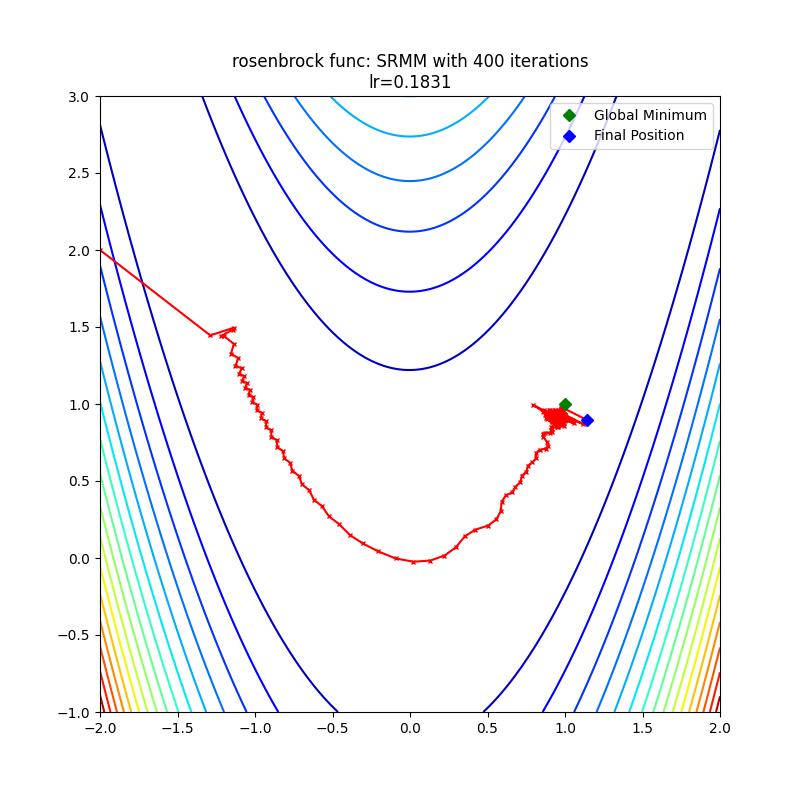 rosenbrock func: SRMM with 400 iterations
lr=0.1831
Global Minimum
Final Position
3.0
2.5
2.0
1.5
1.0
0.5
0.0
−0.5
−1.0
−2.0 −1.5 −1.0 −0.5 0.0 0.5 1.0 1.5 2.0